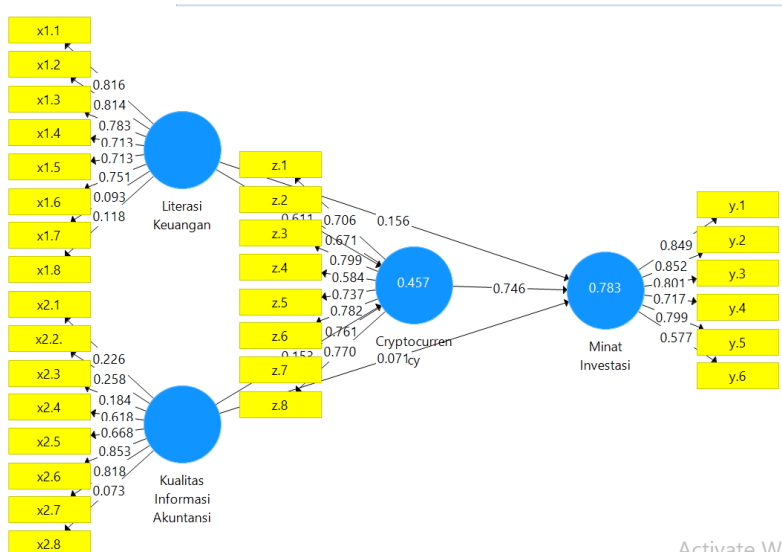 x1.1
x1.2
x1.3
x1.4
x1.5
x1.6
x1.7
x1.8
0.816
0.814
0.783
0.713
0.713
0.751
0.093
0.118
Literasi
Keuangan
x2.1
x2.2.
x2.3
x2.4
x2.5
x2.6
x2.7
x2.8
0.226
0.258
0.184
0.618
0.668
0.853
0.818
0.073
Kualitas
Informasi
Akuntansi
z.1
z.2
z.3
z.4
z.5
z.6
z.7
z.8
0.611
0.706
0.671
0.799
0.584
0.737
0.782
0.761
0.770
0.153
0.457
Cryptocurren
cy
0.156
0.746
0.071
0.783
Minat
Investasi
0.849
0.852
0.801
0.717
0.799
0.577
y.1
y.2
y.3
y.4
y.5
y.6
Activate W